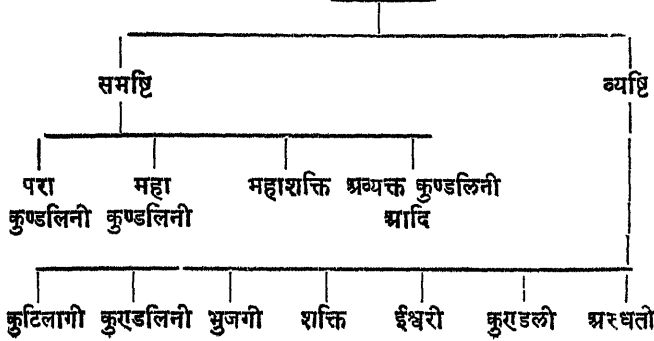 समष्टि व्यष्टि
परा महा महाशक्ति अव्यक्त कुण्डलिनी
कुण्डलिनी कुण्डलिनी आदि
कुटिलागी कुण्डलिनी भुजगी शक्ति ईश्वरी कुण्डली अरुधतो